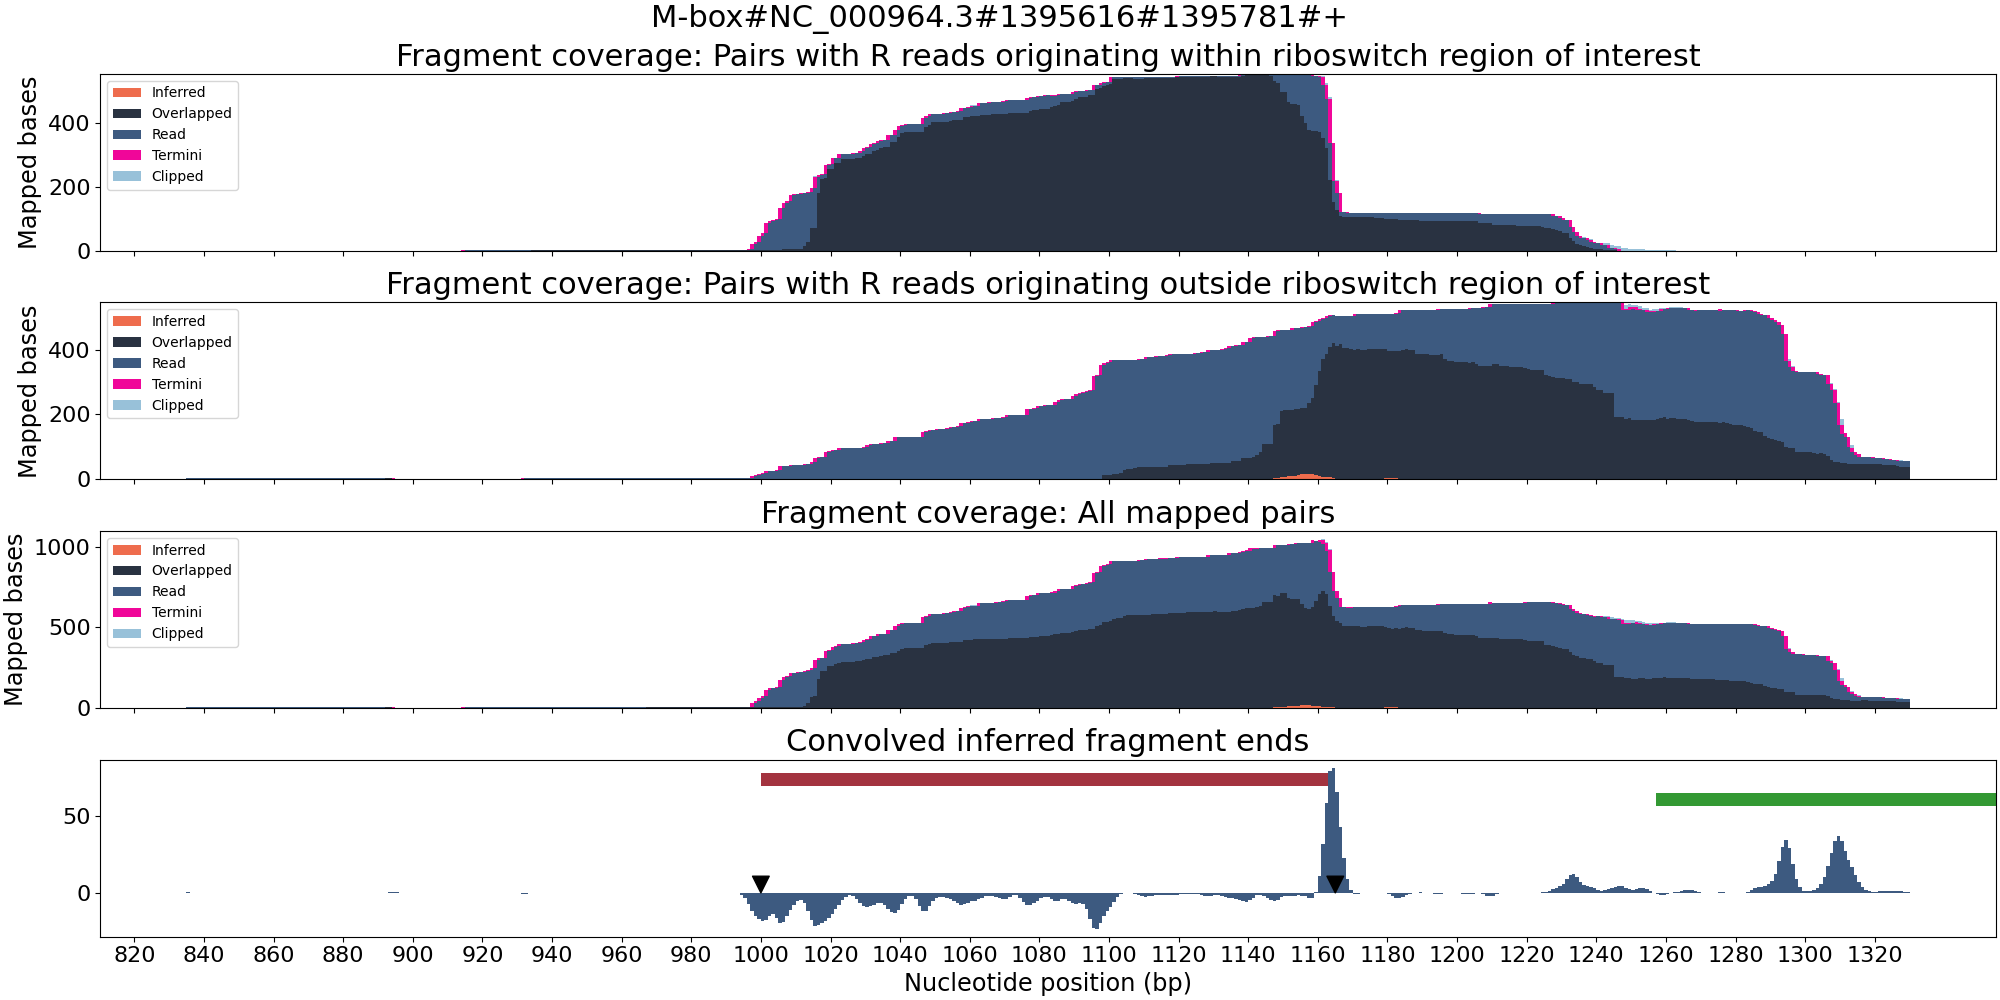 M-box#NC_000964.3#1395616#1395781#+
Fragment coverage: Pairs with R reads originating within riboswitch region of interest
Mapped bases
400
200
0
Inferred
Overlapped
Read
Termini
Clipped
Fragment coverage: Pairs with R reads originating outside riboswitch region of interest
Mapped bases
400
200
0
Inferred
Overlapped
Read
Termini
Clipped
Fragment coverage: All mapped pairs
Mapped bases
1000
500
0
Inferred
Overlapped
Read
Termini
Clipped
Convolved inferred fragment ends
50
0
820 840 860 880 900 920 940 960 980 1000 1020 1040 1060 1080 1100 1120 1140 1160 1180 1200 1220 1240 1260 1280 1300 1320
Nucleotide position (bp)